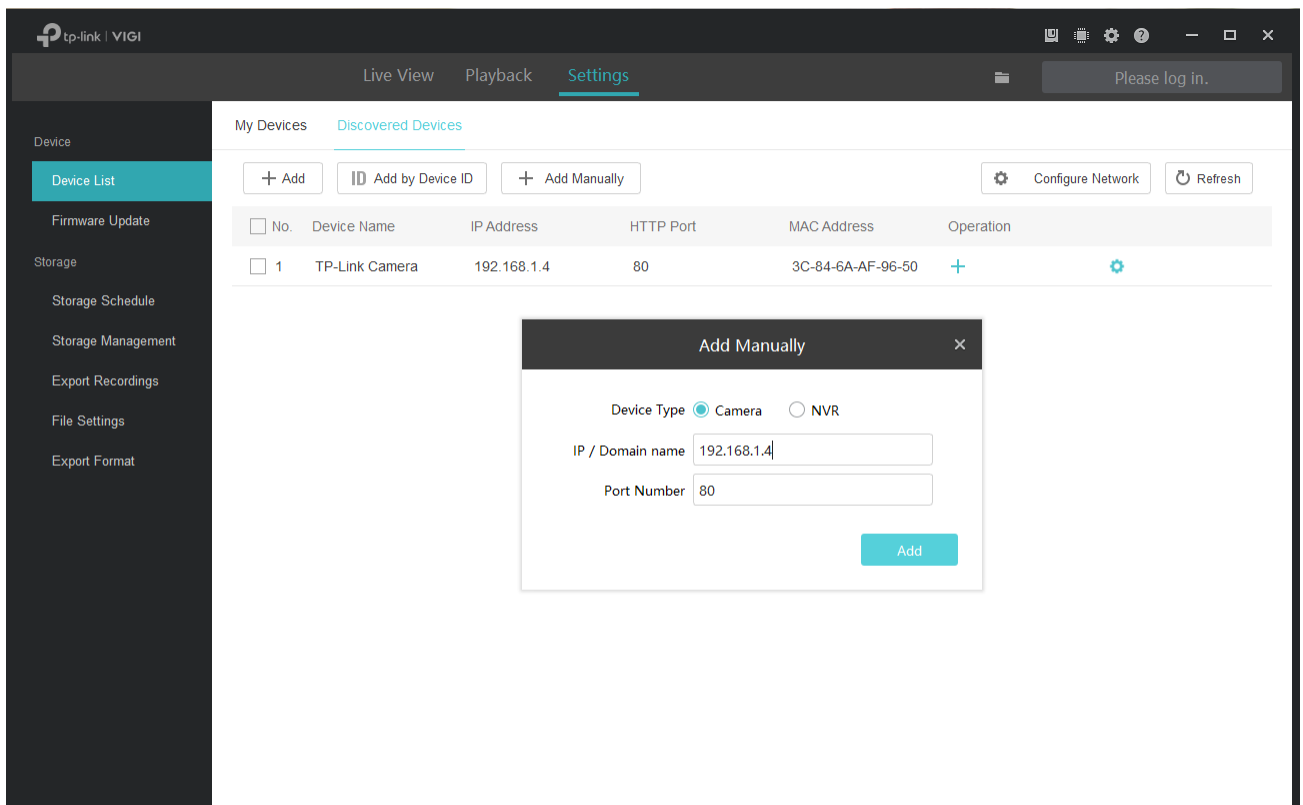 tp-link | VIGI
Live View Playback Settings Please log in.
Device
Device List
Firmware Update
Storage
Storage Schedule
Storage Management
Export Recordings
File Settings
Export Format
My Devices Discovered Devices
+ Add ID Add by Device ID + Add Manually Configure Network Refresh
No. Device Name IP Address HTTP Port MAC Address Operation
1 TP-Link Camera 192.168.1.4 80 3C-84-6A-AF-96-50 +
Add Manually
Device Type Camera NVR
IP / Domain name 192.168.1.4
Port Number 80
Add